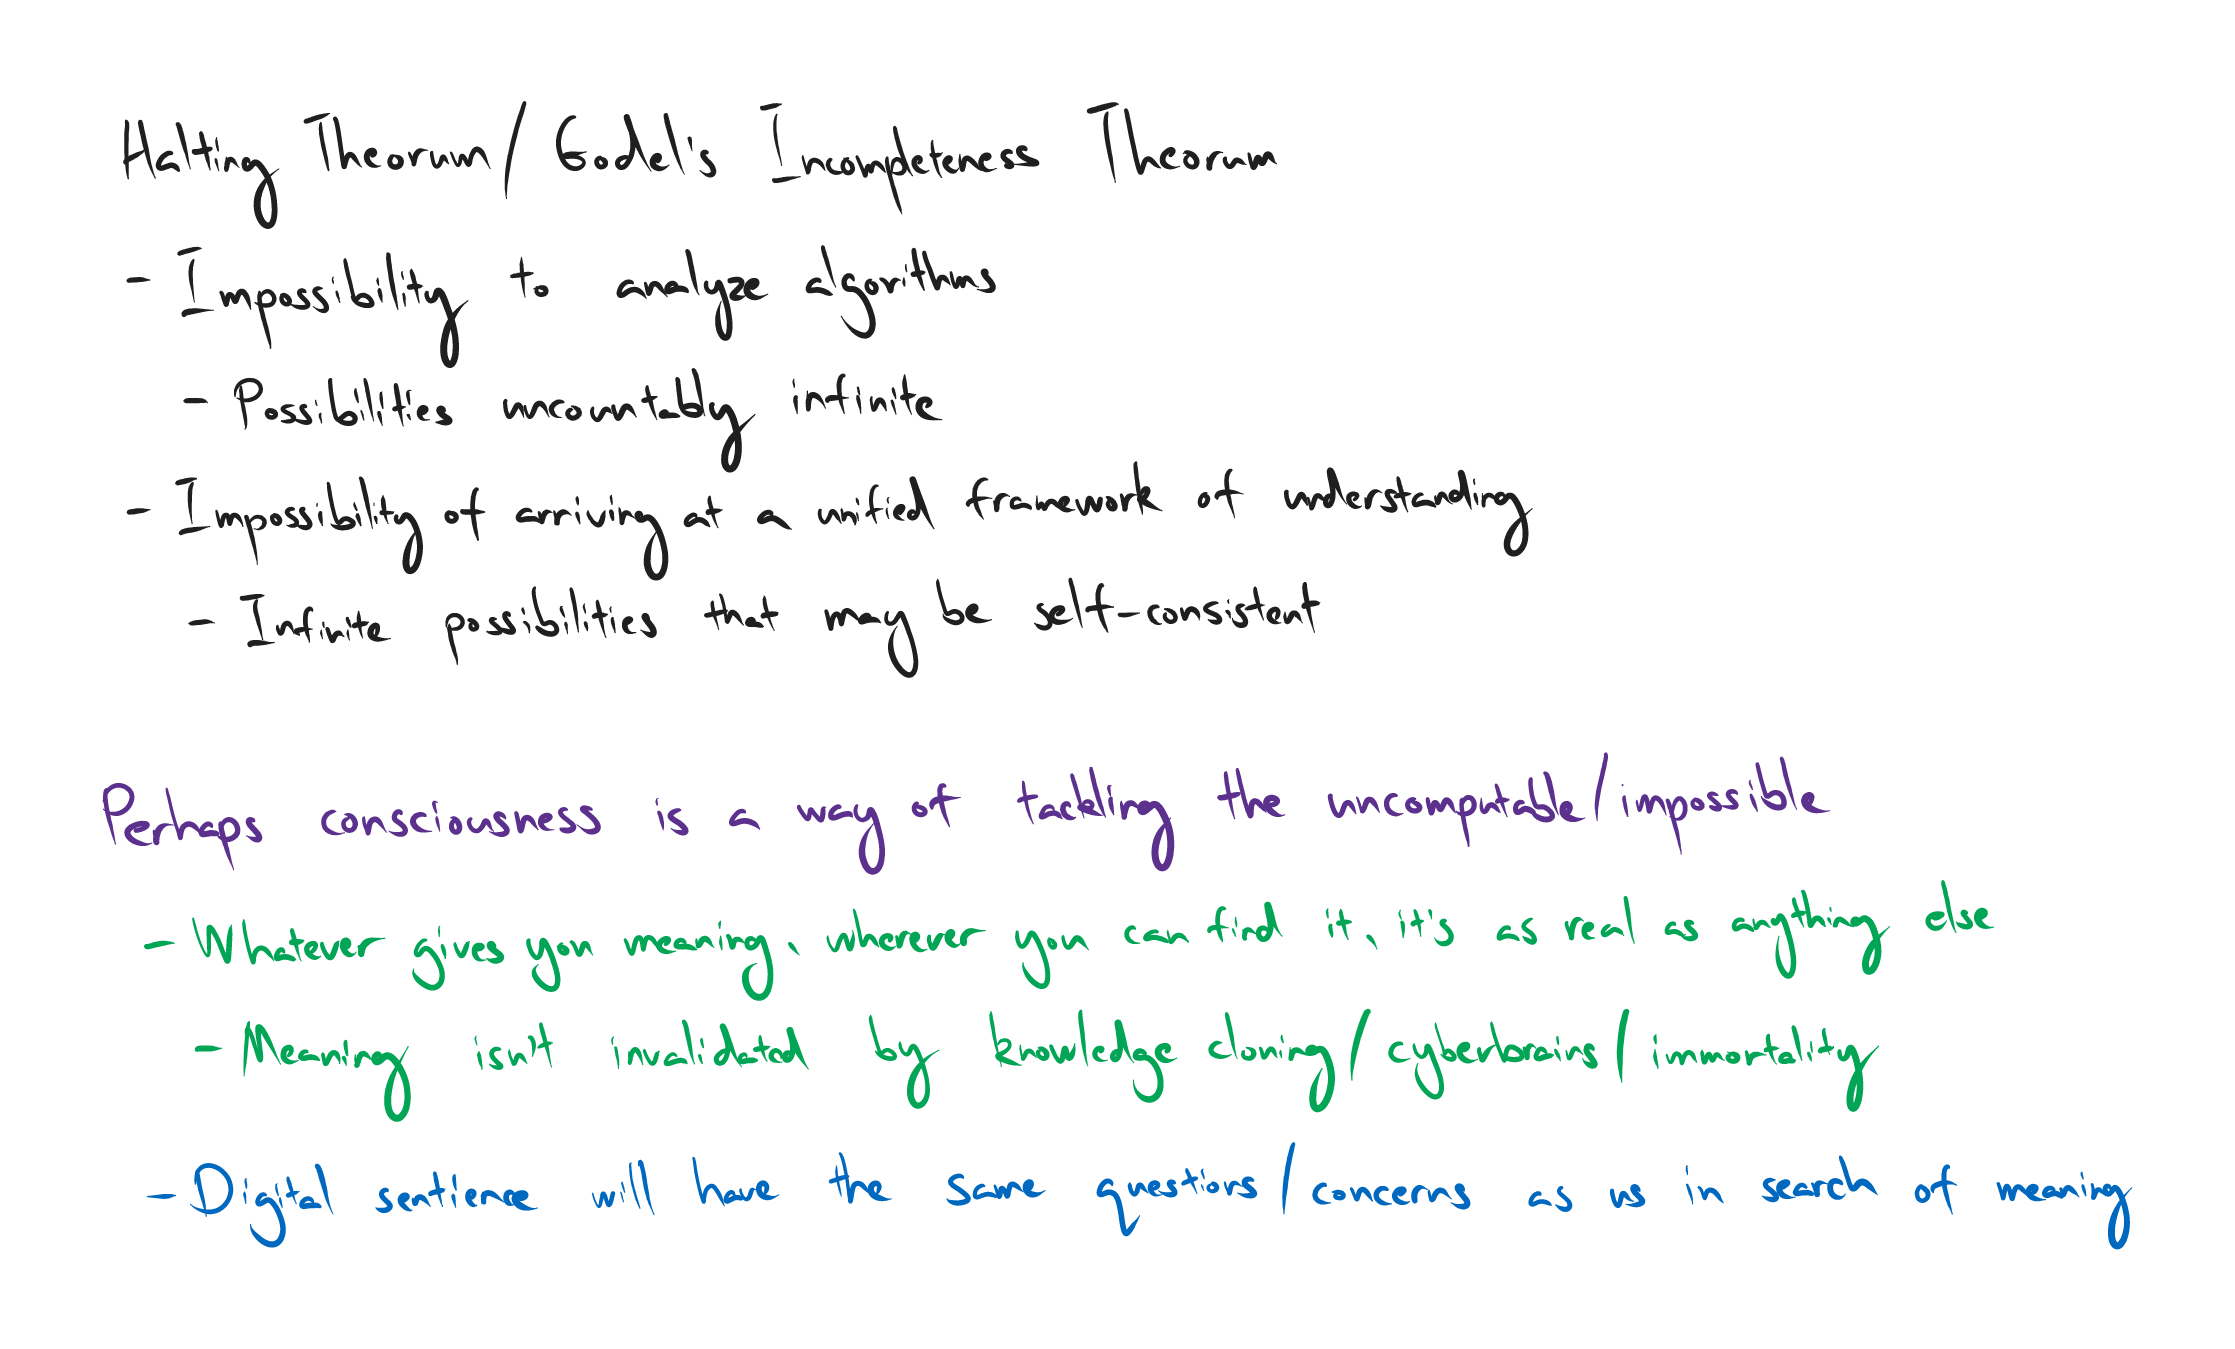 Halting Theorum/Godel's Incompleteness Theorum
- Impossibility to analyze algorithms
- Possibilities uncountably infinite
- Impossibility of arriving at a unified framework of understanding
- Infinite possibilities that may be self-consistent
Perhaps consciousness is a way of tackling the uncomputable/impossible
- Whatever gives you meaning, wherever you can find it, it's as real as anything else
- Meaning isn't invalidated by knowledge cloning/cyberbrains/immortality
- Digital sentience will have the same questions/concerns as us in search of meaning